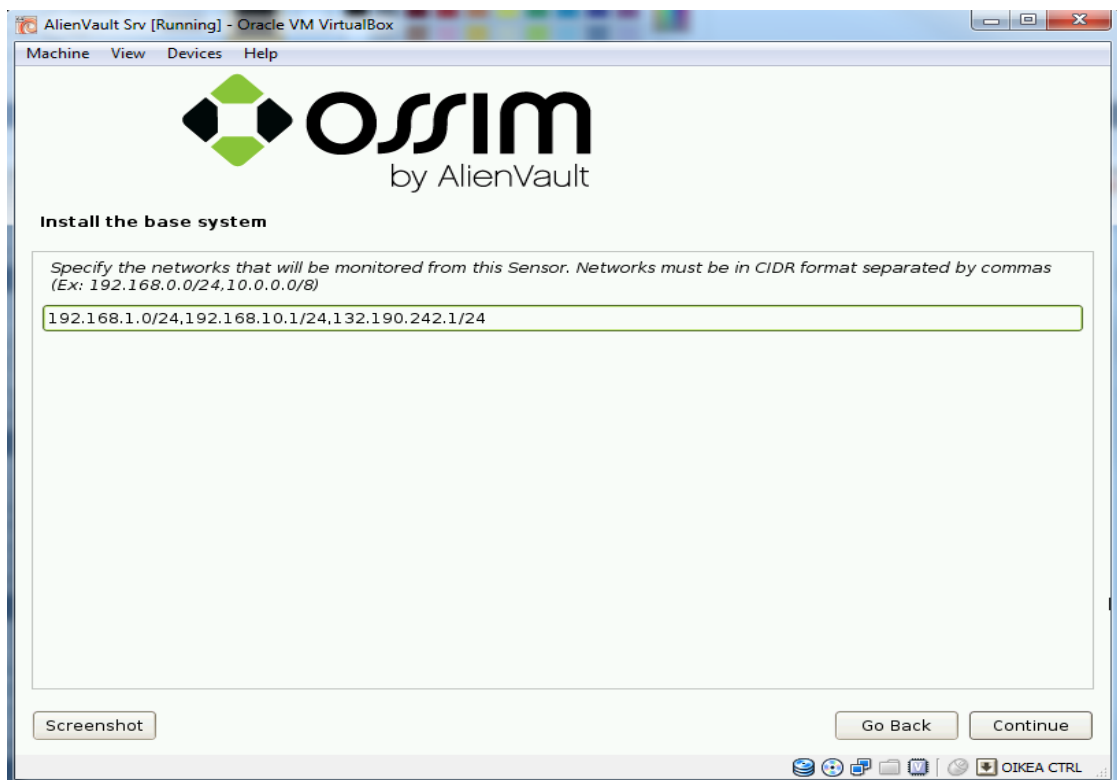 AlienVault Srv [Running] - Oracle VM VirtualBox
Machine View Devices Help
OSSIM
by AlienVault
Install the base system
Specify the networks that will be monitored from this Sensor. Networks must be in CIDR format separated by commas
(Ex: 192.168.0.0/24,10.0.0.0/8)
192.168.1.0/24,192.168.10.1/24,132.190.242.1/24
Screenshot
Go Back
Continue
OIKEA CTRL